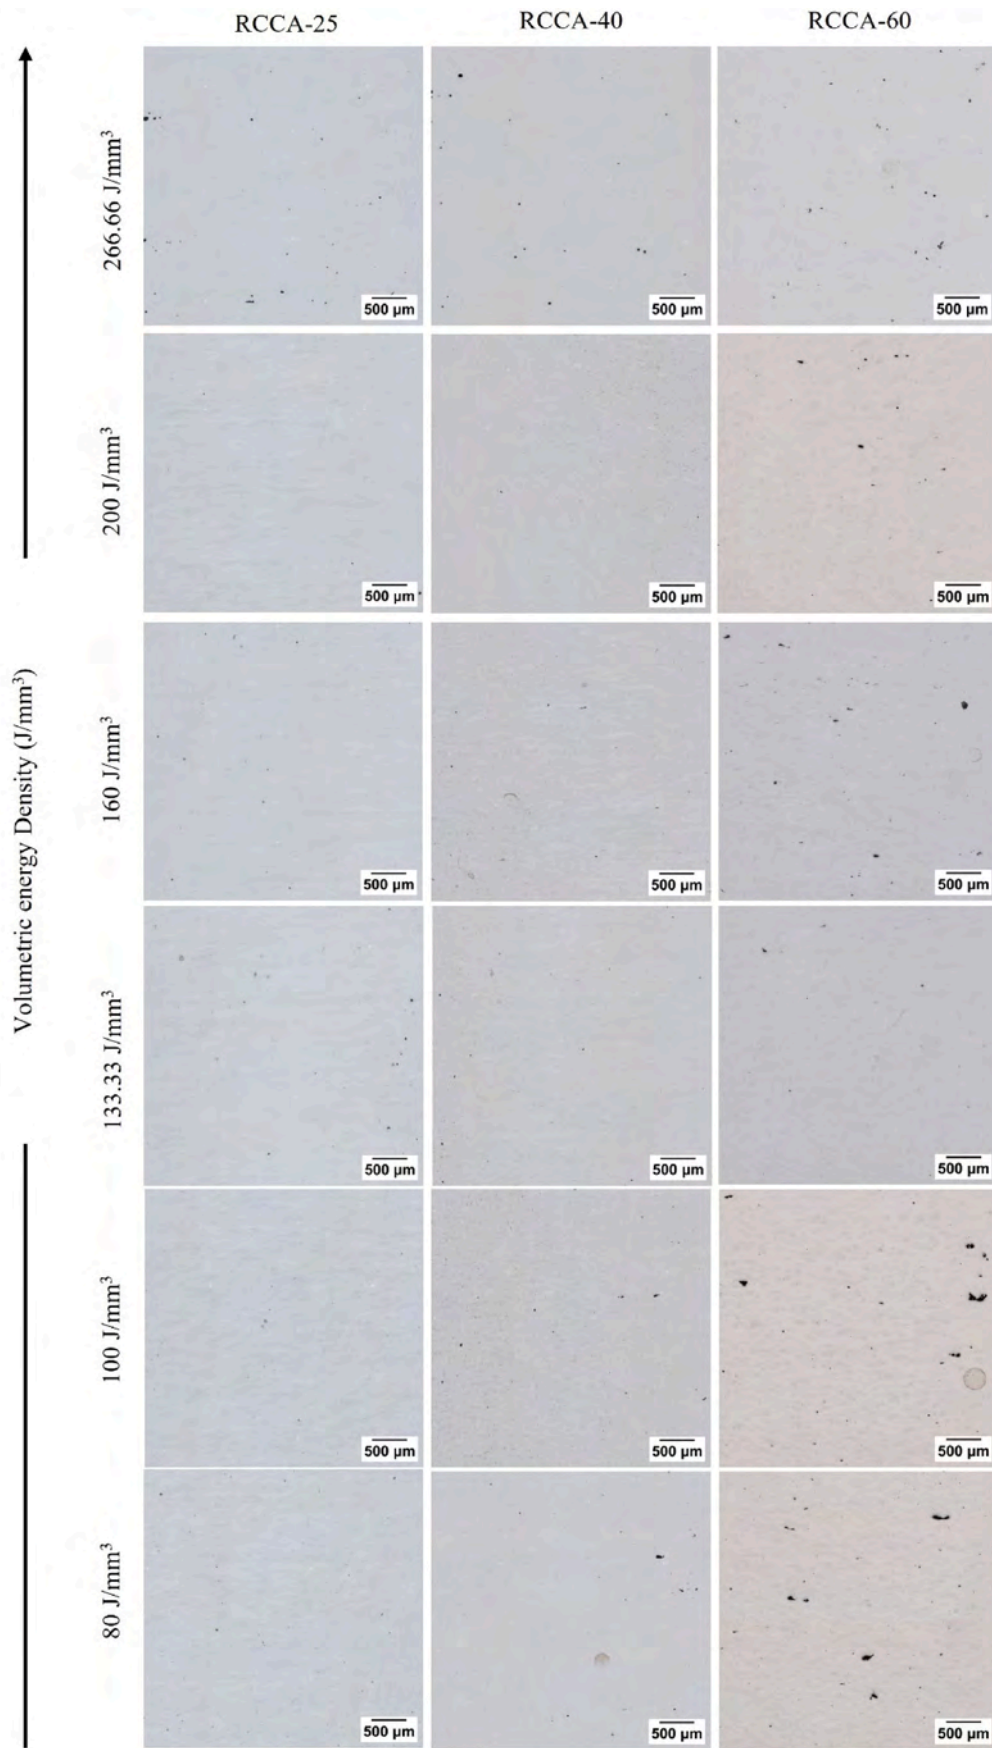 RCCA-25 RCCA-40 RCCA-60
Volumetric energy Density (J/mm³)
266.66 J/mm³
500 µm 500 µm 500 µm
200 J/mm³
500 µm 500 µm 500 µm
160 J/mm³
500 µm 500 µm 500 µm
133.33 J/mm³
500 µm 500 µm 500 µm
100 J/mm³
500 µm 500 µm 500 µm
80 J/mm³
500 µm 500 µm 500 µm